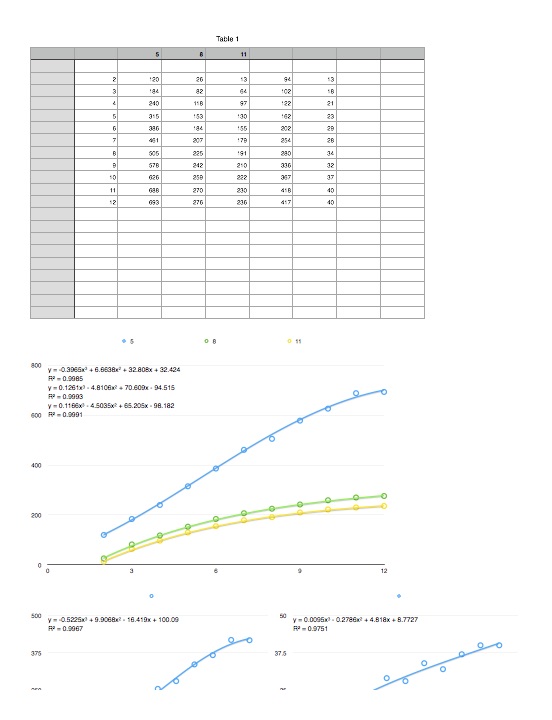 Table 1
5 8 11
2 120 26 13 94 13
3 184 82 64 102 18
4 240 118 97 122 21
5 315 153 130 162 23
6 386 184 155 202 29
7 461 207 179 254 28
8 505 225 191 280 34
9 578 242 210 336 32
10 626 259 222 367 37
11 688 270 230 418 40
12 693 276 236 417 40
5 8 11
800
y = -0.3965x³ + 6.6638x² + 32.808x + 32.424
R² = 0.9985
y = 0.1261x³ - 4.8106x² + 70.609x - 94.515
R² = 0.9993
y = 0.1166x³ - 4.5035x² + 65.205x - 98.182
R² = 0.9991
600
400
200
0
0 3 6 9 12
500
y = -0.5225x³ + 9.9068x² - 16.419x + 100.09
R² = 0.9967
375
50
y = 0.0095x³ - 0.2786x² + 4.818x + 8.7727
R² = 0.9751
37.5